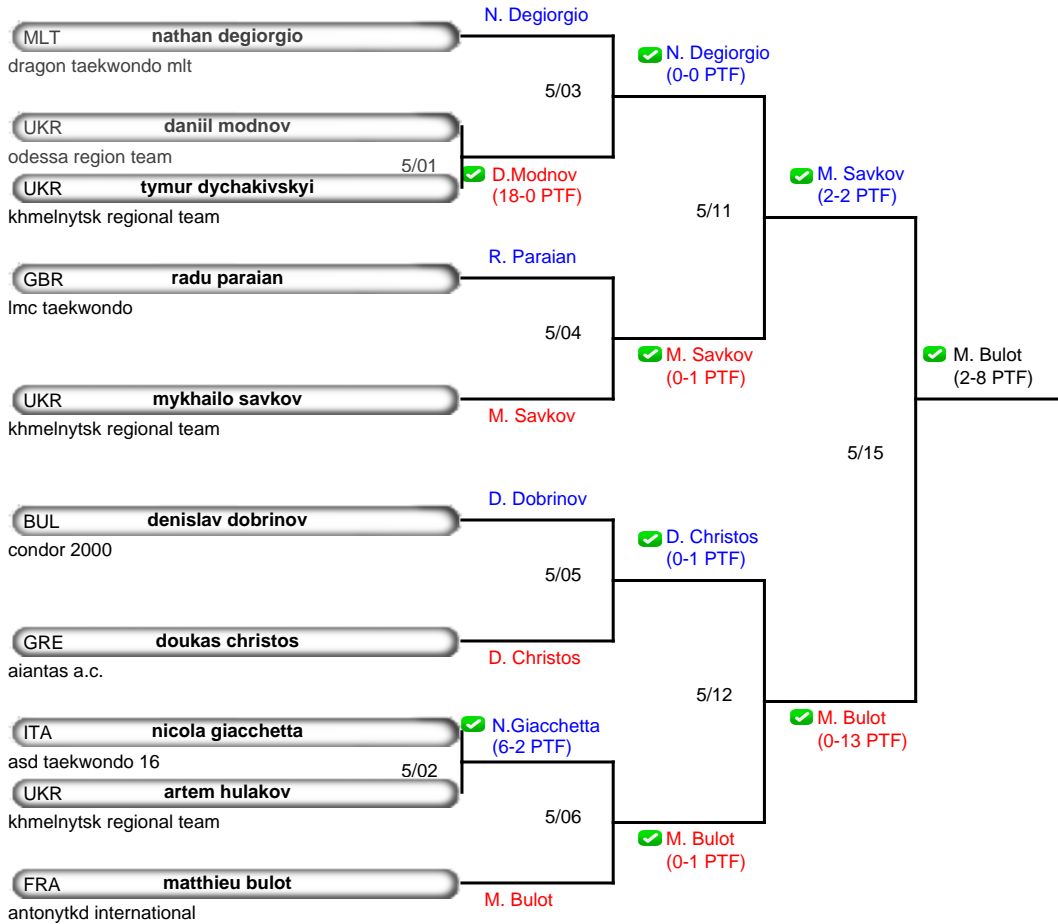 N. Degiorgio
MLT nathan degiorgio
dragon taekwondo mlt
N. Degiorgio
(0-0 PTF)
5/03
UKR daniil modnov
odessa region team
5/01
D.Modnov
(18-0 PTF)
UKR tymur dychakivskyi
khmelnytsk regional team
M. Savkov
(2-2 PTF)
5/11
R. Paraian
GBR radu paraian
lmc taekwondo
5/04
M. Savkov
(0-1 PTF)
M. Bulot
(2-8 PTF)
UKR mykhailo savkov
khmelnytsk regional team
M. Savkov
5/15
D. Dobrinov
BUL denislav dobrinov
condor 2000
D. Christos
(0-1 PTF)
5/05
GRE doukas christos
aiantas a.c.
D. Christos
5/12
M. Bulot
(0-13 PTF)
ITA nicola giacchetta
asd taekwondo 16
N.Giacchetta
(6-2 PTF)
5/02
UKR artem hulakov
khmelnytsk regional team
5/06
M. Bulot
(0-1 PTF)
FRA matthieu bulot
antonytkd international
M. Bulot